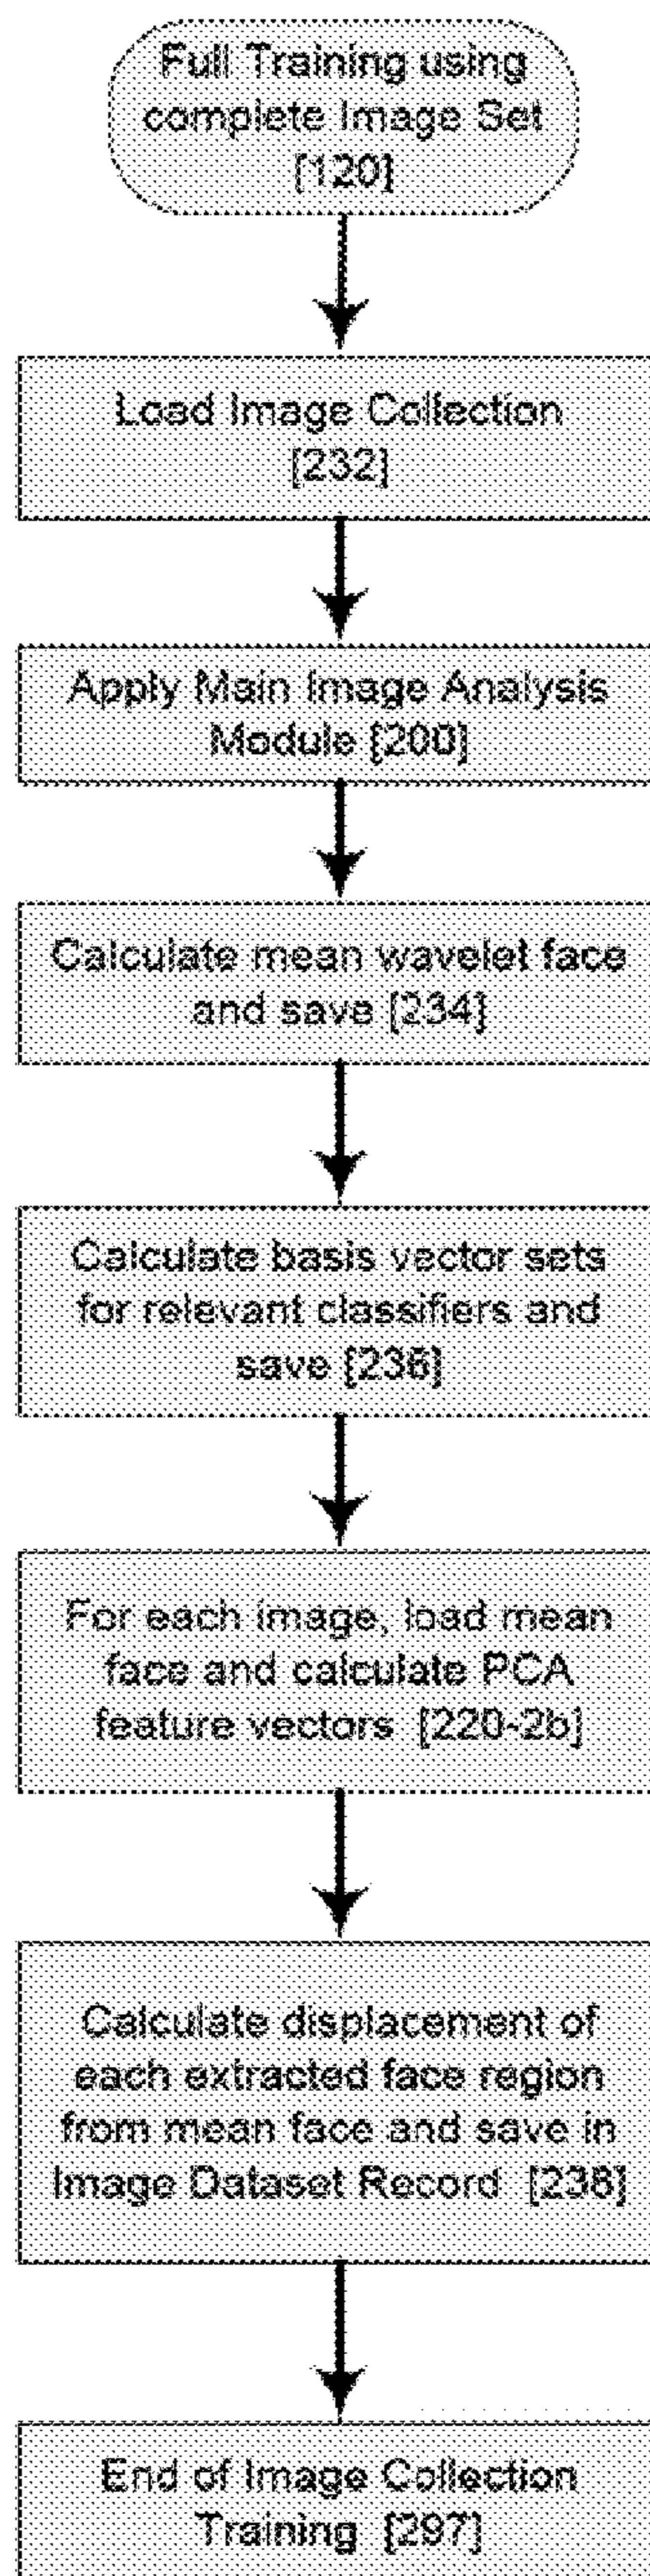 Full Training using
complete Image Set
[120]
Load Image Collection
[232]
Apply Main Image Analysis
Module [200]
Calculate mean wavelet face
and save [234]
Calculate basis vector sets
for relevant classifiers and
save [236]
For each image, load mean
face and calculate PCA
feature vectors [220-2b]
Calculate displacement of
each extracted face region
from mean face and save in
Image Dataset Record [238]
End of Image Collection
Training [297]